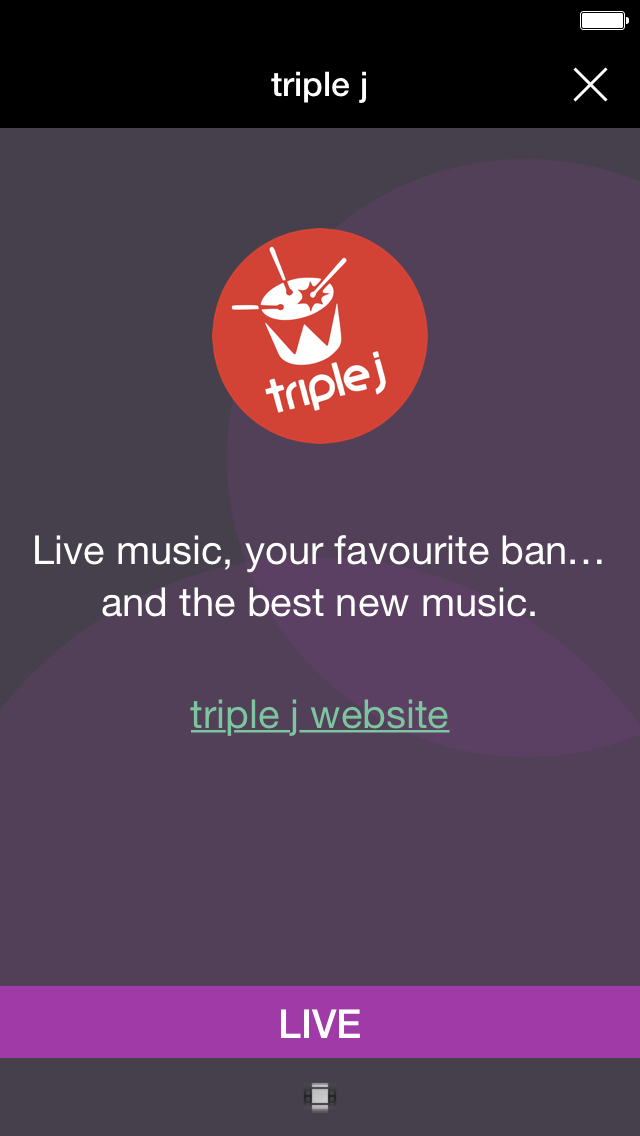 triple j
triple j
Live music, your favourite ban…
and the best new music.
triple j website
LIVE